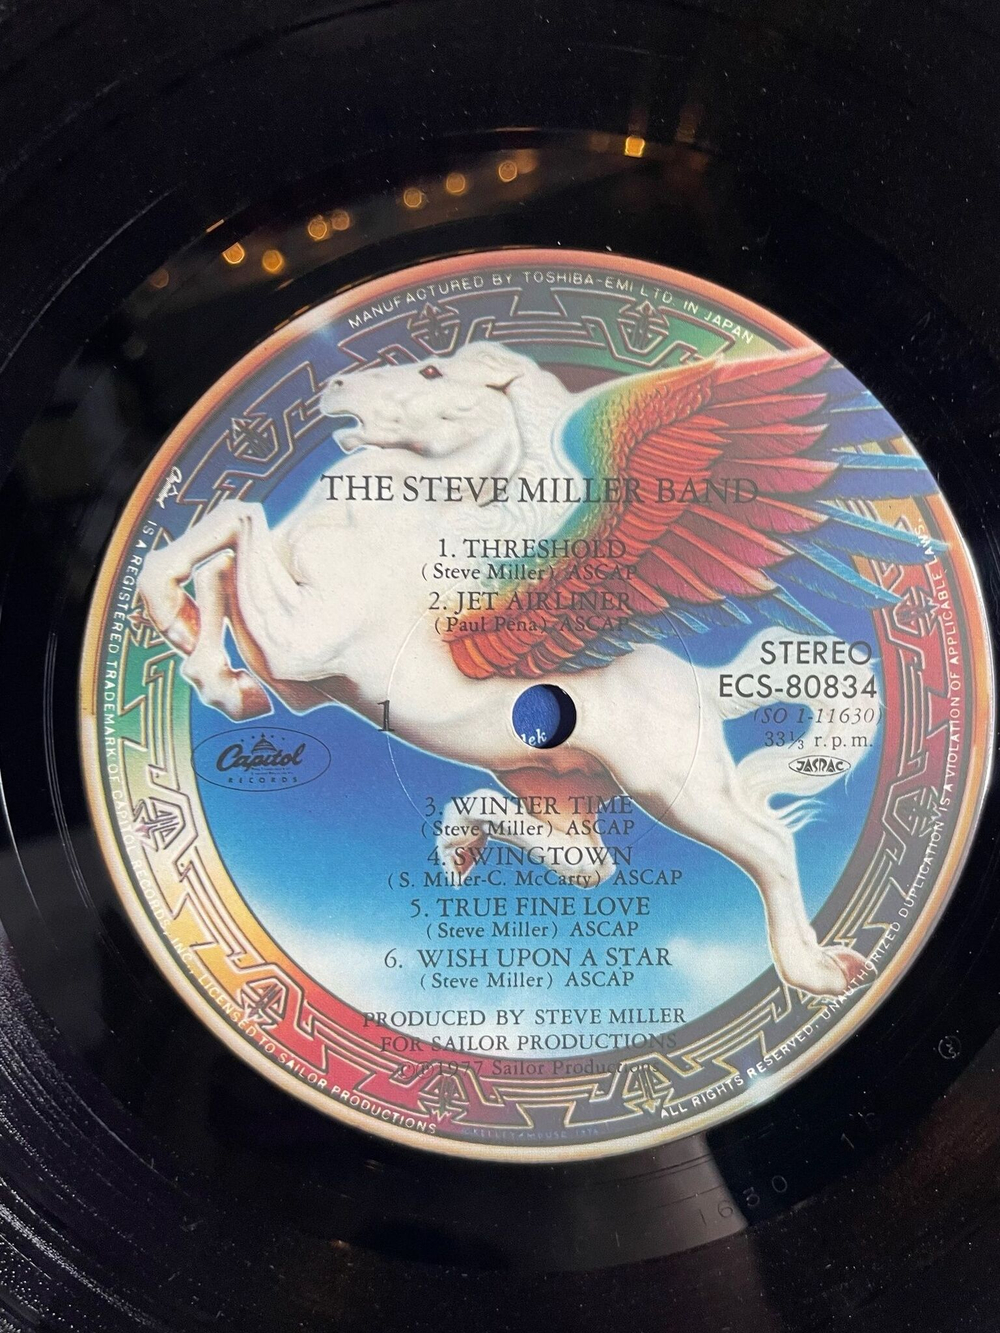 MANUFACTURED BY TOSHIBA-EMI LTD. IN JAPAN
THE STEVE MILLER BAND
1. THRESHOLD
(Steve Miller) ASCAP
2. JET AIRLINER
(Paul Pena) ASCAP
STEREO
ECS-80834
(SO 1-11630)
33⅓ r.p.m.
JASRAC
1
Capitol
RECORDS
3. WINTER TIME
(Steve Miller) ASCAP
4. SWINGTOWN
(S. Miller-C. McCarty) ASCAP
5. TRUE FINE LOVE
(Steve Miller) ASCAP
6. WISH UPON A STAR
(Steve Miller) ASCAP
PRODUCED BY STEVE MILLER
FOR SAILOR PRODUCTIONS
©℗1977 Sailor Productions
Capitol IS A REGISTERED TRADEMARK OF CAPITOL RECORDS, INC., LICENSED TO SAILOR PRODUCTIONS
ALL RIGHTS RESERVED, UNAUTHORIZED DUPLICATION IS A VIOLATION OF APPLICABLE LAWS.